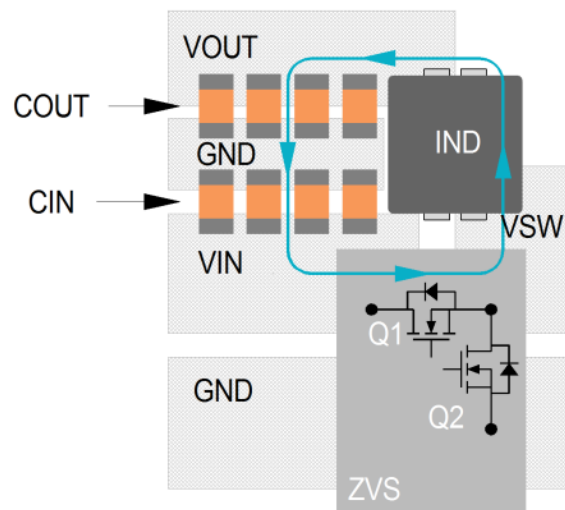 VOUT
COUT
IND
GND
CIN
VSW
VIN
Q1
GND
Q2
ZVS